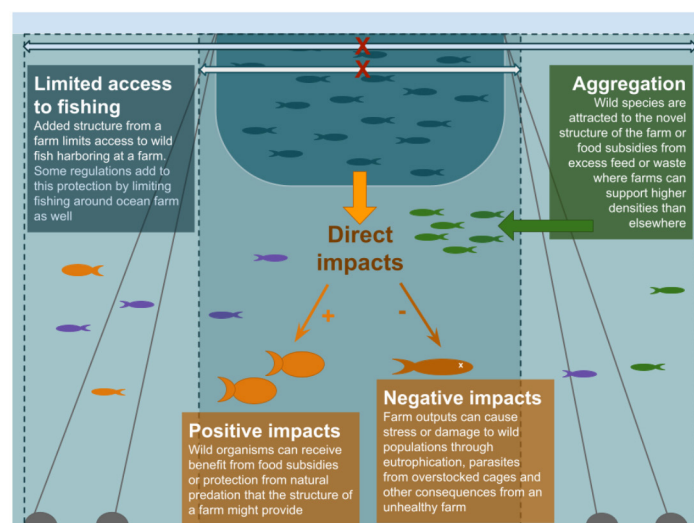 X
X
Limited access
to fishing
Added structure from a
farm limits access to wild
fish harboring at a farm.
Some regulations add to
this protection by limiting
fishing around ocean farm
as well
Aggregation
Wild species are
attracted to the novel
structure of the farm or
food subsidies from
excess feed or waste
where farms can
support higher
densities than
elsewhere
Direct
impacts
+
-
x
Positive impacts
Wild organisms can receive
benefit from food subsidies
or protection from natural
predation that the structure of
a farm might provide
Negative impacts
Farm outputs can cause
stress or damage to wild
populations through
eutrophication, parasites
from overstocked cages and
other consequences from an
unhealthy farm